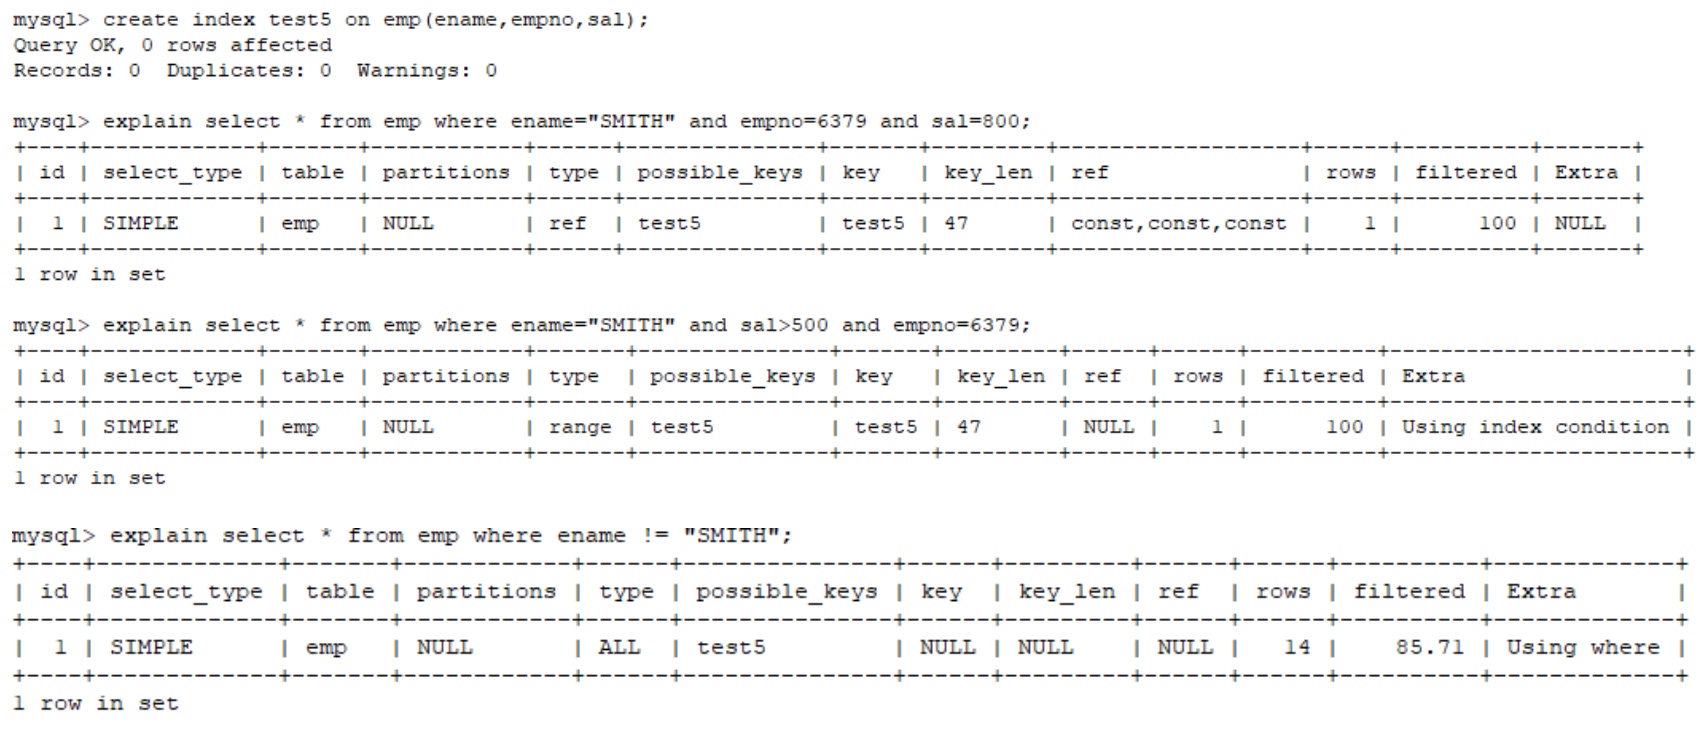 mysql> create index test5 on emp(ename,empno,sal);
Query OK, 0 rows affected
Records: 0  Duplicates: 0  Warnings: 0
mysql> explain select * from emp where ename="SMITH" and empno=6379 and sal=800;
+----+-------------+-------+------------+------+---------------+-------+---------+-------------------+------+----------+-------+
| id | select_type | table | partitions | type | possible_keys | key   | key_len | ref               | rows | filtered | Extra |
+----+-------------+-------+------------+------+---------------+-------+---------+-------------------+------+----------+-------+
|  1 | SIMPLE      | emp   | NULL       | ref  | test5         | test5 | 47      | const,const,const |    1 |      100 | NULL  |
+----+-------------+-------+------------+------+---------------+-------+---------+-------------------+------+----------+-------+
1 row in set
mysql> explain select * from emp where ename="SMITH" and sal>500 and empno=6379;
+----+-------------+-------+------------+-------+---------------+-------+---------+------+------+----------+-----------------------+
| id | select_type | table | partitions | type  | possible_keys | key   | key_len | ref  | rows | filtered | Extra                 |
+----+-------------+-------+------------+-------+---------------+-------+---------+------+------+----------+-----------------------+
|  1 | SIMPLE      | emp   | NULL       | range | test5         | test5 | 47      | NULL |    1 |      100 | Using index condition |
+----+-------------+-------+------------+-------+---------------+-------+---------+------+------+----------+-----------------------+
1 row in set
mysql> explain select * from emp where ename != "SMITH";
+----+-------------+-------+------------+------+---------------+------+---------+------+------+----------+-------------+
| id | select_type | table | partitions | type | possible_keys | key  | key_len | ref  | rows | filtered | Extra       |
+----+-------------+-------+------------+------+---------------+------+---------+------+------+----------+-------------+
|  1 | SIMPLE      | emp   | NULL       | ALL  | test5         | NULL | NULL    | NULL |   14 |    85.71 | Using where |
+----+-------------+-------+------------+------+---------------+------+---------+------+------+----------+-------------+
1 row in set